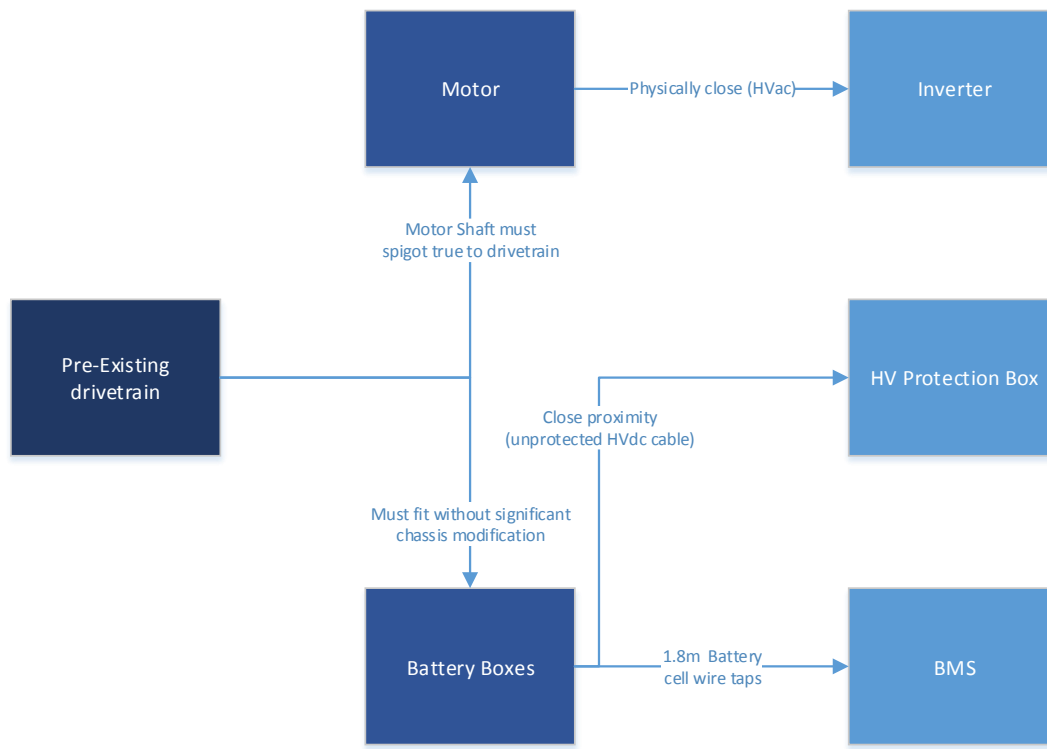 Motor
Physically close (HVac)
Inverter
Motor Shaft must
spigot true to drivetrain
Pre-Existing
drivetrain
HV Protection Box
Close proximity
(unprotected HVdc cable)
Must fit without significant
chassis modification
Battery Boxes
1.8m Battery
cell wire taps
BMS